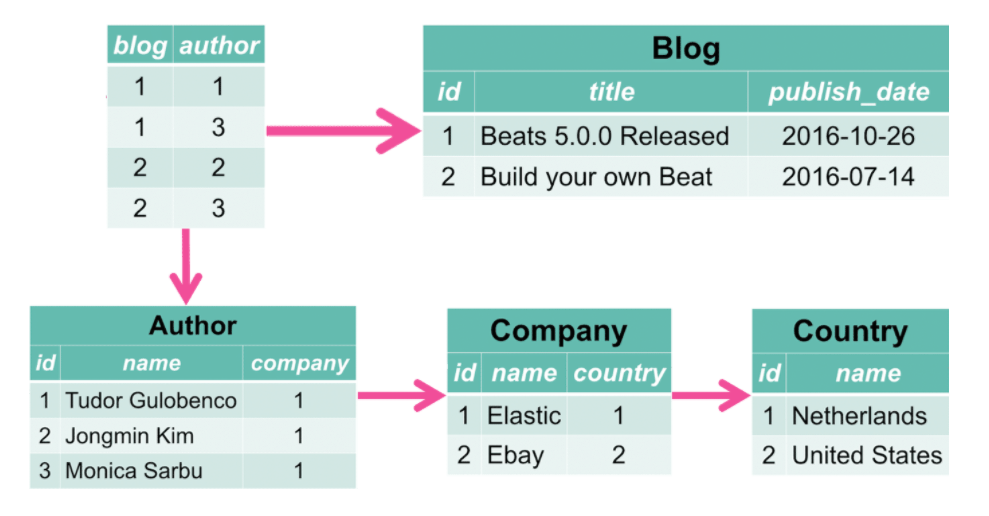 blog author
1 1
1 3
2 2
2 3
Blog
id title publish_date
1 Beats 5.0.0 Released 2016-10-26
2 Build your own Beat 2016-07-14
Author
id name company
1 Tudor Gulobenco 1
2 Jongmin Kim 1
3 Monica Sarbu 1
Company
id name country
1 Elastic 1
2 Ebay 2
Country
id name
1 Netherlands
2 United States